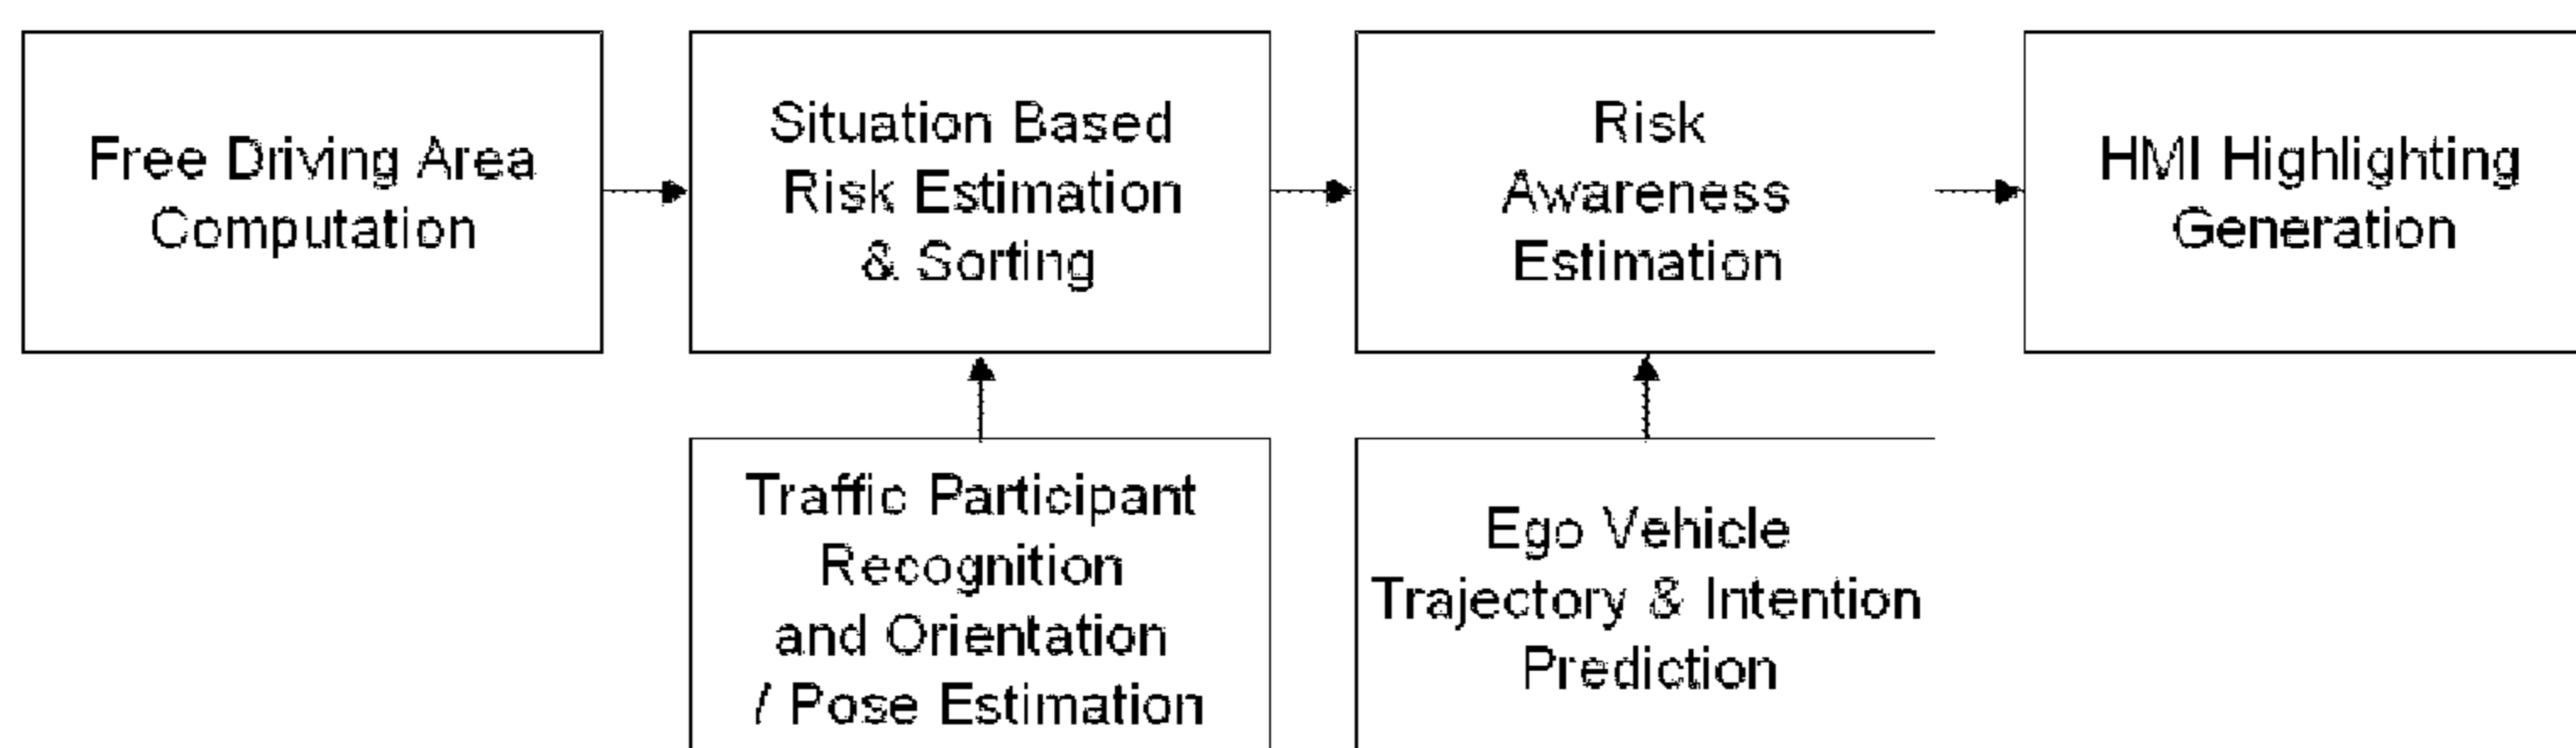 Free Driving Area
Computation
Situation Based
Risk Estimation
& Sorting
Risk
Awareness
Estimation
HMI Highlighting
Generation
Traffic Participant
Recognition
and Orientation
/ Pose Estimation
Ego Vehicle
Trajectory & Intention
Prediction